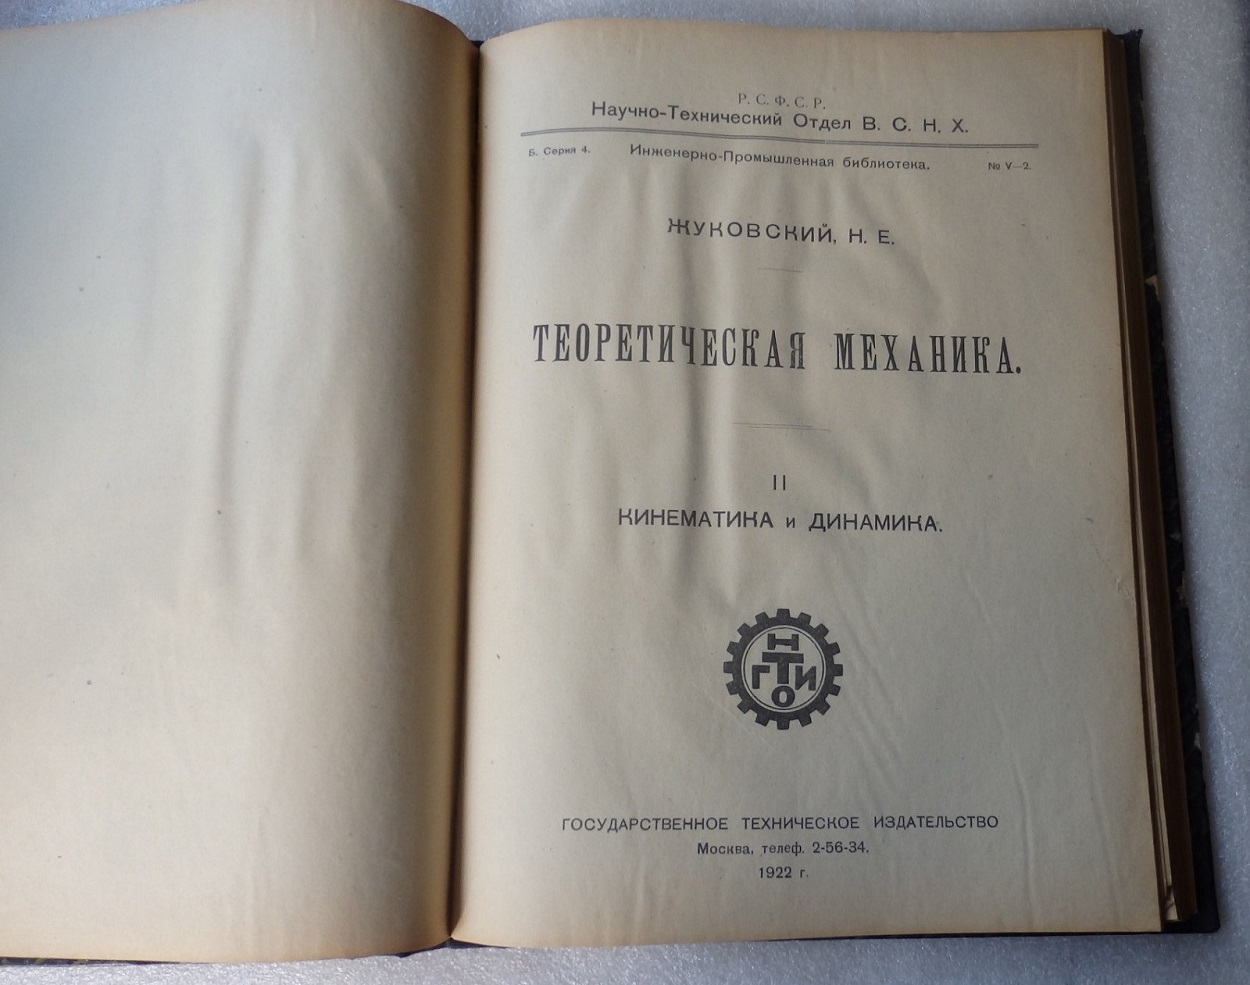 Р. С. Ф. С. Р.
Научно-Технический Отдел В. С. Н. Х.
Б. Серия 4. Инженерно-Промышленная библиотека. № V—2.
ЖУКОВСКИЙ, Н. Е.
ТЕОРЕТИЧЕСКАЯ МЕХАНИКА.
II
КИНЕМАТИКА и ДИНАМИКА.
Н
Г Т И
О
ГОСУДАРСТВЕННОЕ ТЕХНИЧЕСКОЕ ИЗДАТЕЛЬСТВО
Москва, телеф. 2-56-34.
1922 г.